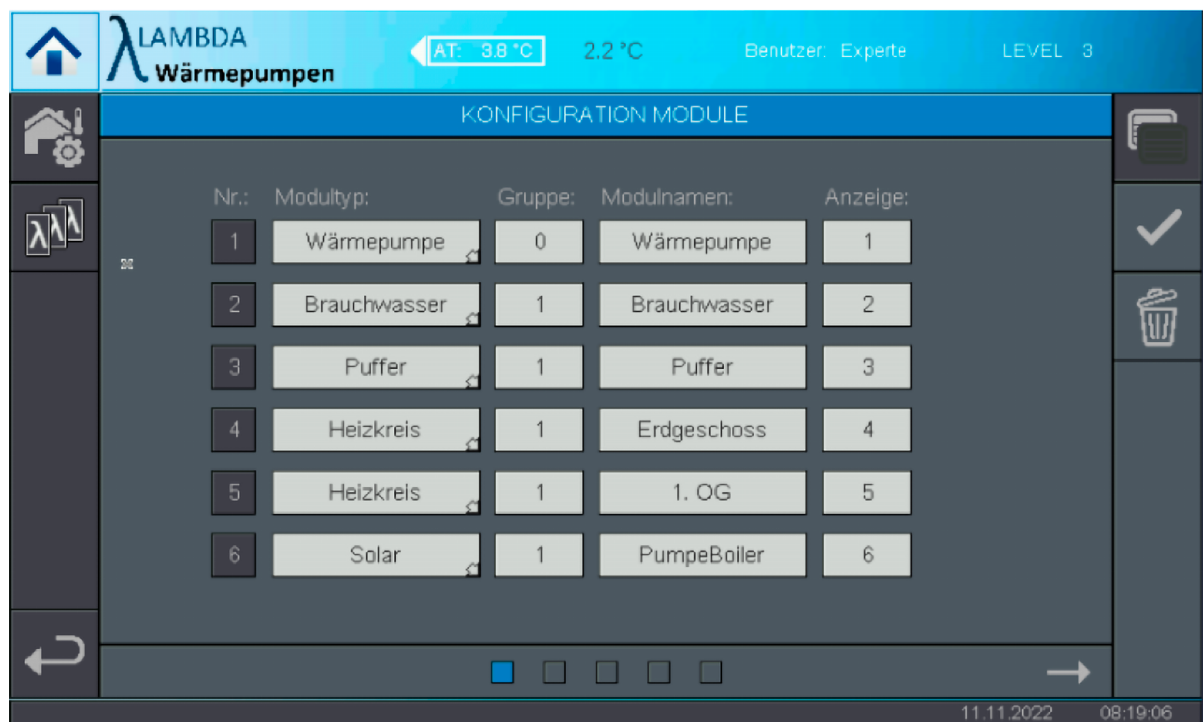 LAMBDA
Wärmepumpen
AT: 3.8 °C 2.2 °C Benutzer: Experte LEVEL 3
KONFIGURATION MODULE
Nr.: Modultyp: Gruppe: Modulnamen: Anzeige:
1 Wärmepumpe 0 Wärmepumpe 1
2 Brauchwasser 1 Brauchwasser 2
3 Puffer 1 Puffer 3
4 Heizkreis 1 Erdgeschoss 4
5 Heizkreis 1 1. OG 5
6 Solar 1 PumpeBoiler 6
11.11.2022 08:19:06